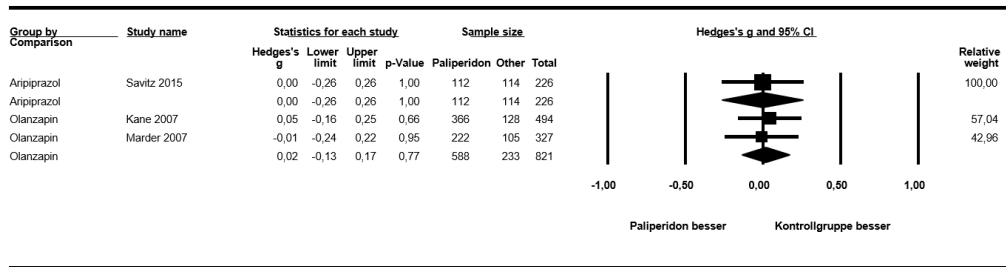 Group by Comparison Study name Statistics for each study Sample size Hedges's g and 95% CI
Hedges's g Lower limit Upper limit p-Value Paliperidon Other Total Relative weight
Aripiprazol Savitz 2015 0,00 -0,26 0,26 1,00 112 114 226 100,00
Aripiprazol 0,00 -0,26 0,26 1,00 112 114 226
Olanzapin Kane 2007 0,05 -0,16 0,25 0,66 366 128 494 57,04
Olanzapin Marder 2007 -0,01 -0,24 0,22 0,95 222 105 327 42,96
Olanzapin 0,02 -0,13 0,17 0,77 588 233 821
-1,00 -0,50 0,00 0,50 1,00
Paliperidon besser Kontrollgruppe besser